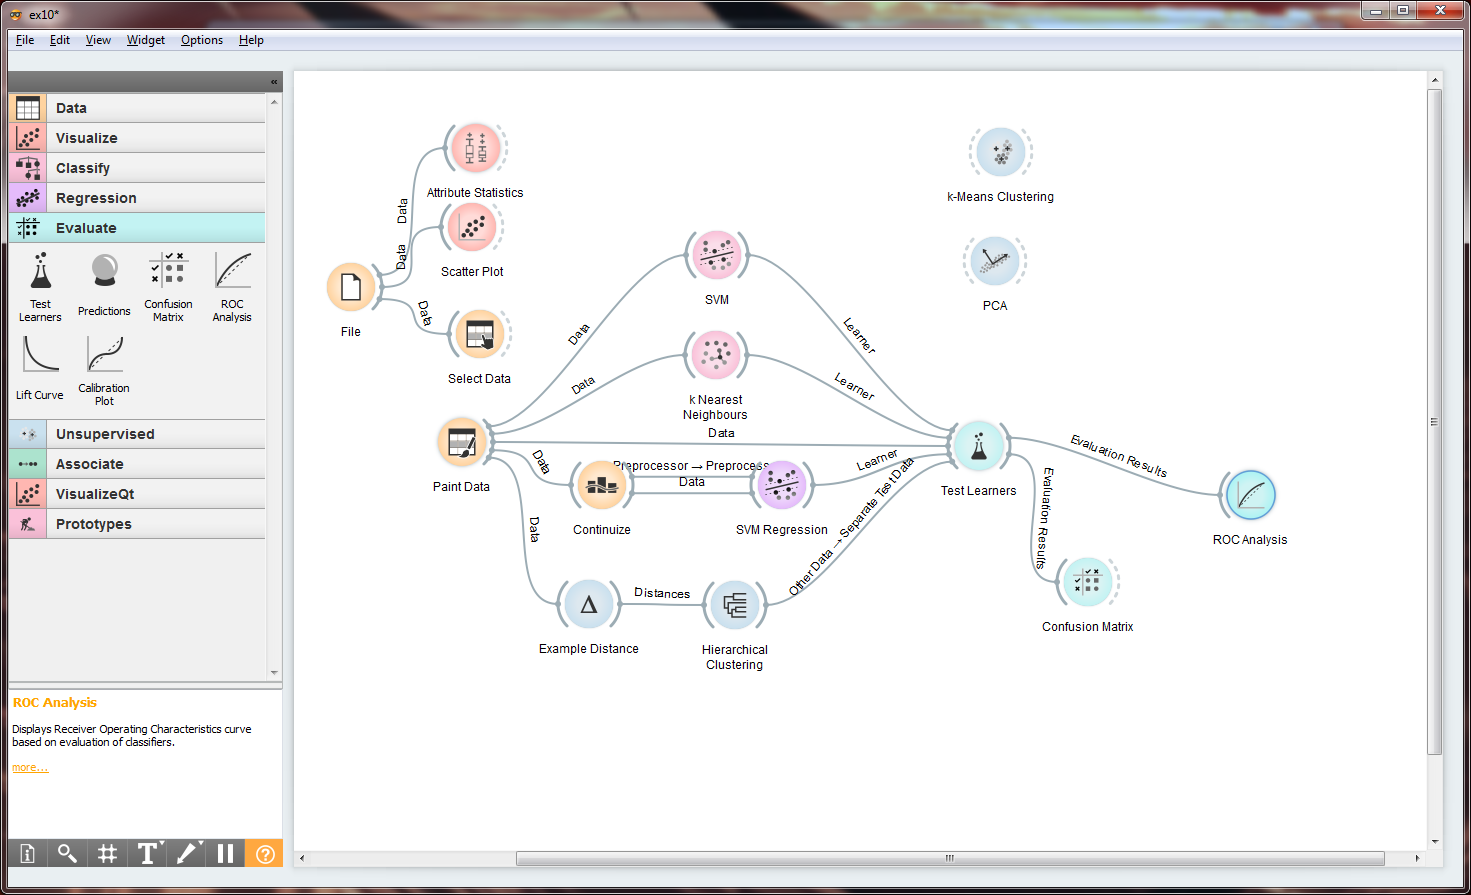 ex10*
File Edit View Widget Options Help
«
Data
Visualize
Classify
Regression
Evaluate
Test Learners
Predictions
Confusion Matrix
ROC Analysis
Lift Curve
Calibration Plot
Unsupervised
Associate
VisualizeQt
Prototypes
ROC Analysis
Displays Receiver Operating Characteristics curve
based on evaluation of classifiers.
more...
T
?
Attribute Statistics
Data
Scatter Plot
Data
File
Data
Select Data
k-Means Clustering
PCA
SVM
Data
Learner
k Nearest
Neighbours
Data
Learner
Data
Paint Data
Data
Preprocessor → Preprocess
Data
Continuize
SVM Regression
Learner
Test Learners
Evaluation Results
Evaluation Results
ROC Analysis
Confusion Matrix
Data
Δ
Example Distance
Distances
Hierarchical
Clustering
Other Data → Separate Test Data